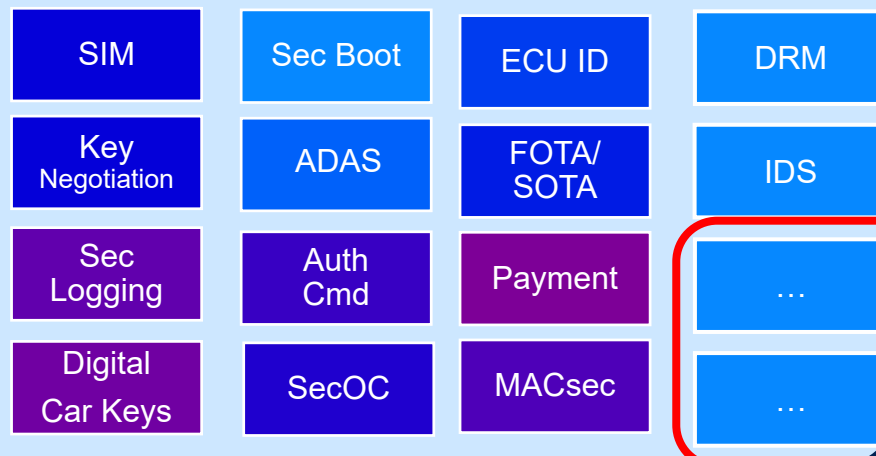 SIM
Sec Boot
ECU ID
DRM
Key
Negotiation
ADAS
FOTA/
SOTA
IDS
Sec
Logging
Auth
Cmd
Payment
…
Digital
Car Keys
SecOC
MACsec
…